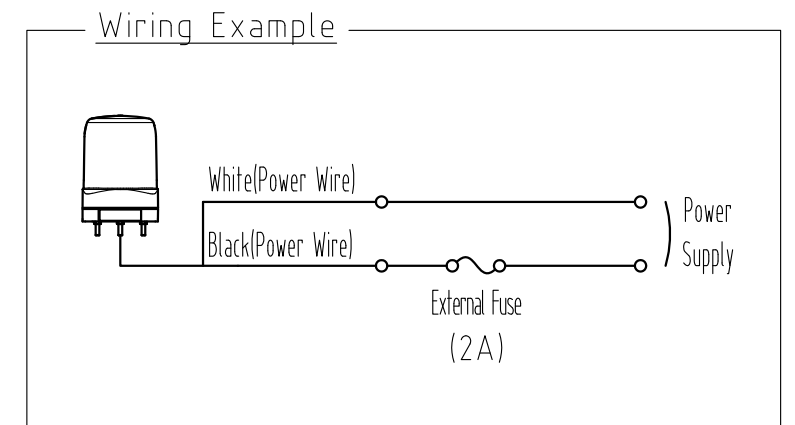 Wiring Example
White(Power Wire)
Black(Power Wire)
Power
Supply
External Fuse
(2A)